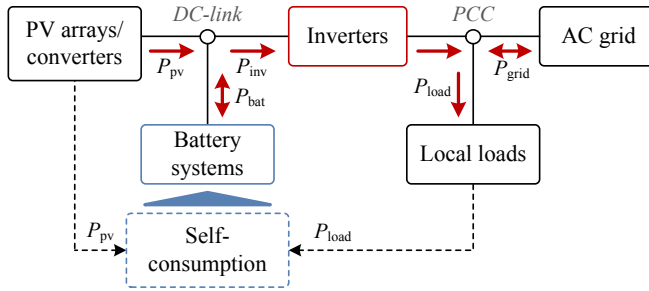 DC-link
PCC
PV arrays/
converters
Inverters
AC grid
P_pv
P_inv
P_grid
P_bat
P_load
Battery
systems
Local loads
P_pv
Self-
consumption
P_load